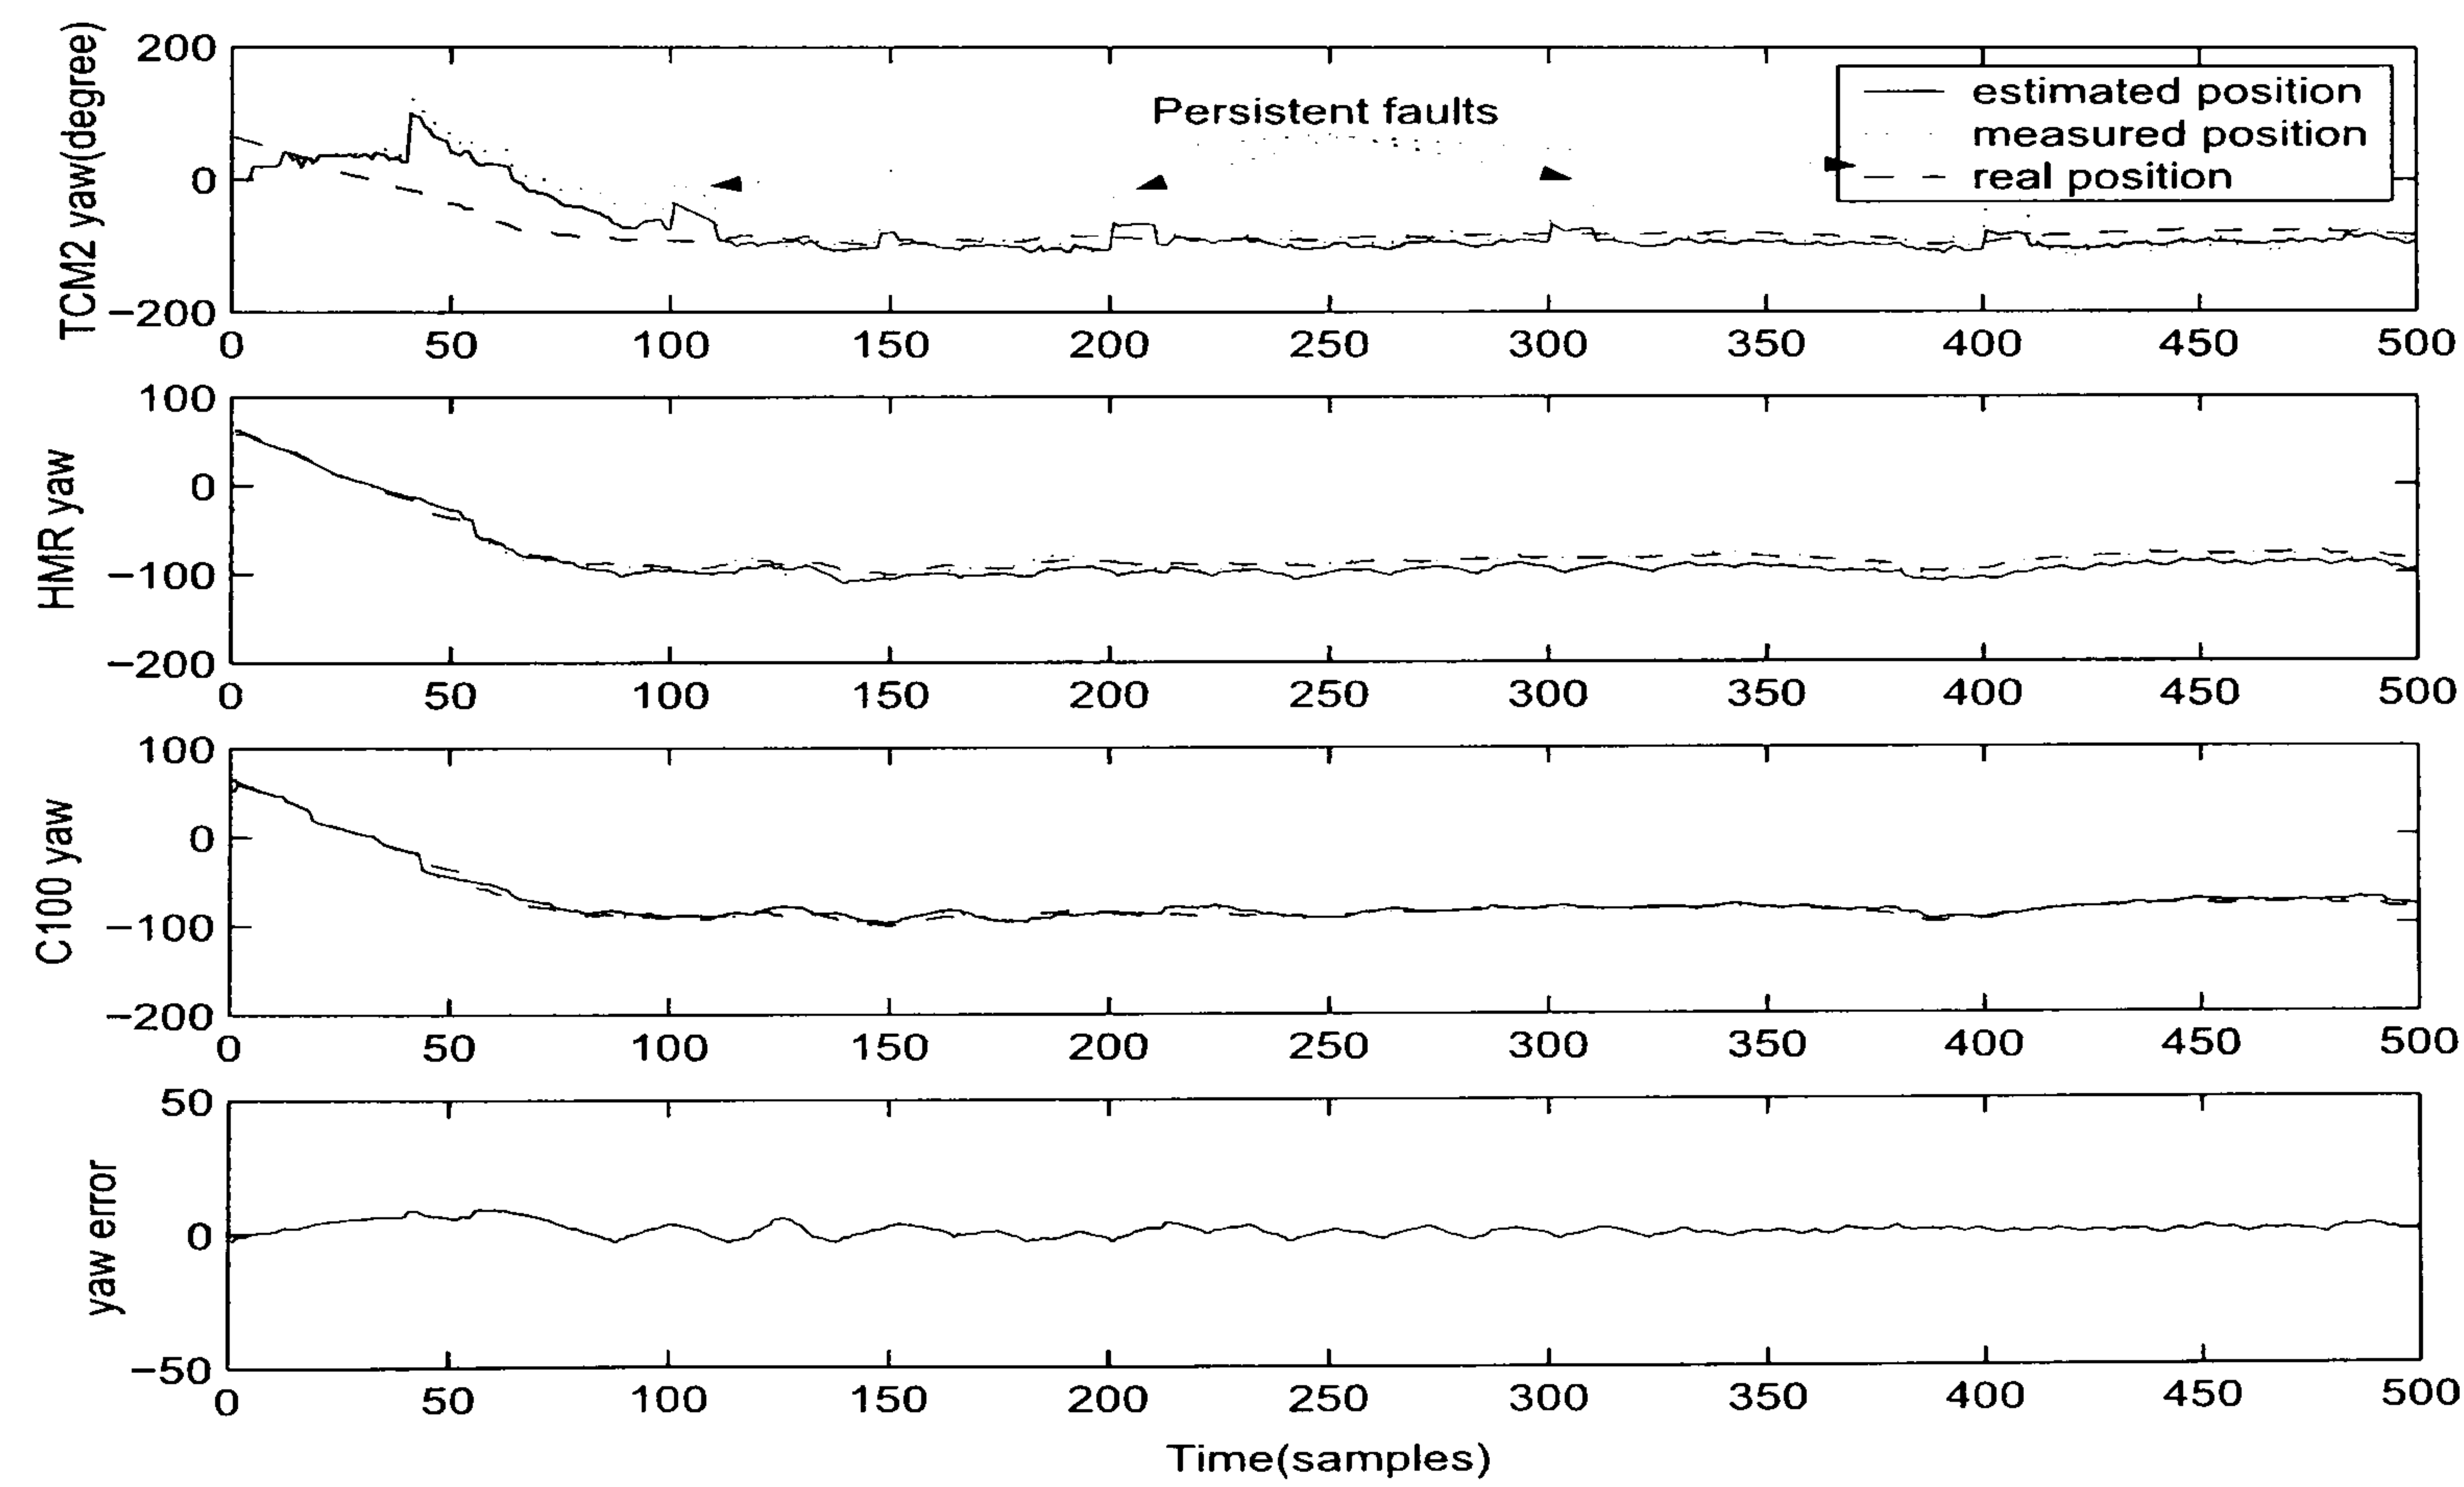 TCM2 yaw(degree)
200
0
−200
Persistent faults
estimated position
measured position
real position
0 50 100 150 200 250 300 350 400 450 500
HMR yaw
100
0
−100
−200
0 50 100 150 200 250 300 350 400 450 500
C100 yaw
100
0
−100
−200
0 50 100 150 200 250 300 350 400 450 500
yaw error
50
0
−50
0 50 100 150 200 250 300 350 400 450 500
Time(samples)